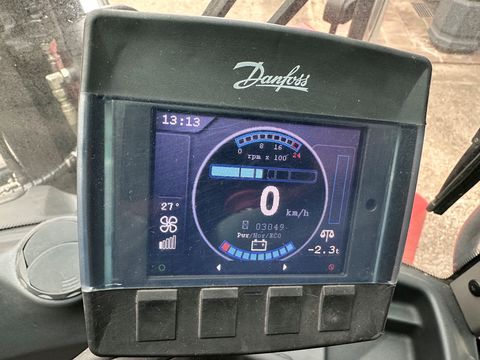 Danfoss
13:13
0 8 16 24
rpm x 100
0
km/h
27°
03049
Pwr/Nor/ECO
-2.3t